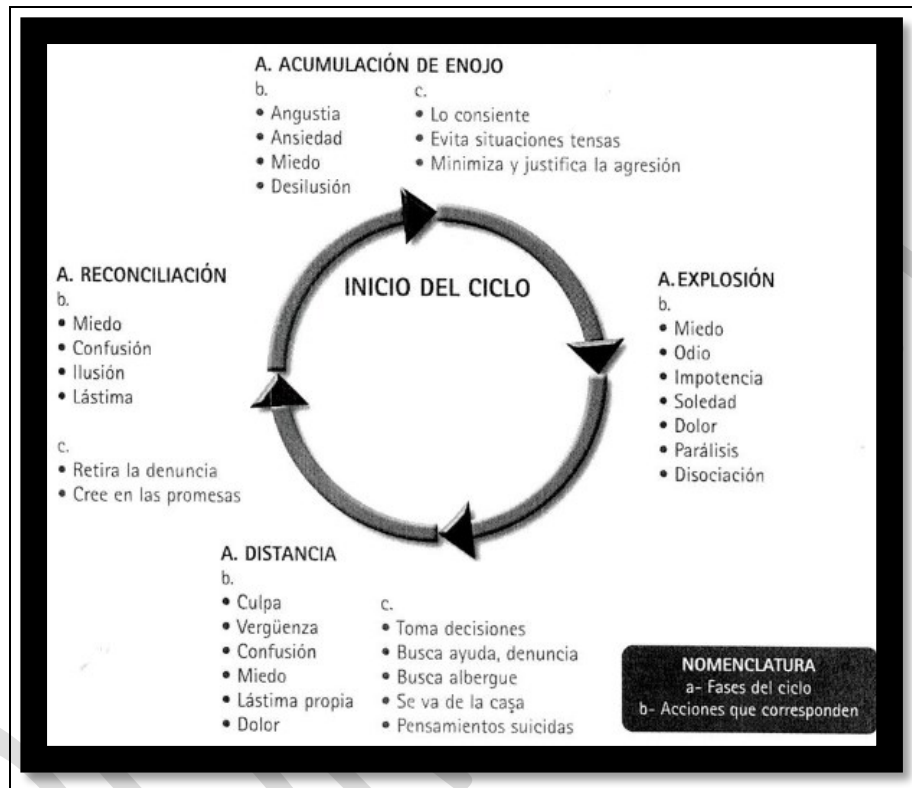 A. ACUMULACIÓN DE ENOJO
b.
• Angustia
• Ansiedad
• Miedo
• Desilusión
c.
• Lo consiente
• Evita situaciones tensas
• Minimiza y justifica la agresión
INICIO DEL CICLO
A. EXPLOSIÓN
b.
• Miedo
• Odio
• Impotencia
• Soledad
• Dolor
• Parálisis
• Disociación
A. DISTANCIA
b.
• Culpa
• Vergüenza
• Confusión
• Miedo
• Lástima propia
• Dolor
c.
• Toma decisiones
• Busca ayuda, denuncia
• Busca albergue
• Se va de la casa
• Pensamientos suicidas
A. RECONCILIACIÓN
b.
• Miedo
• Confusión
• Ilusión
• Lástima
c.
• Retira la denuncia
• Cree en las promesas
NOMENCLATURA
a- Fases del ciclo
b- Acciones que corresponden